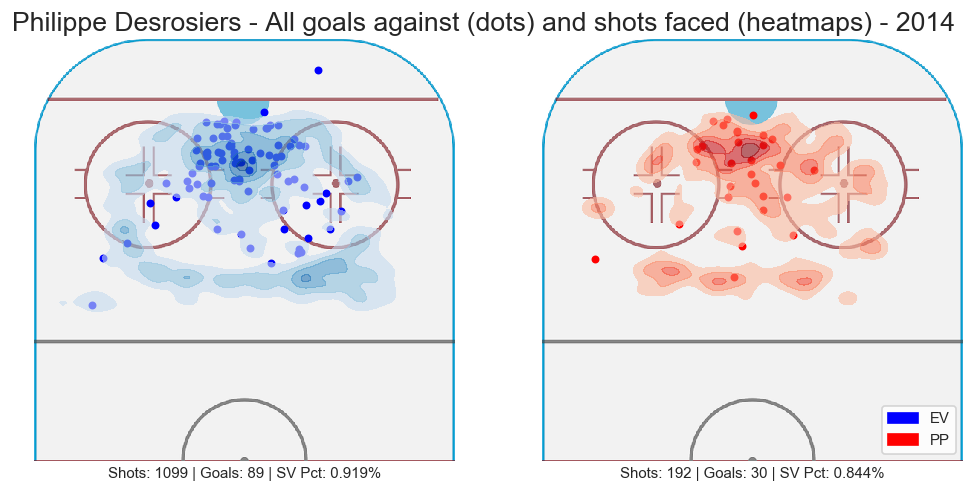 Philippe Desrosiers - All goals against (dots) and shots faced (heatmaps) - 2014
EV
PP
Shots: 1099 | Goals: 89 | SV Pct: 0.919%
Shots: 192 | Goals: 30 | SV Pct: 0.844%